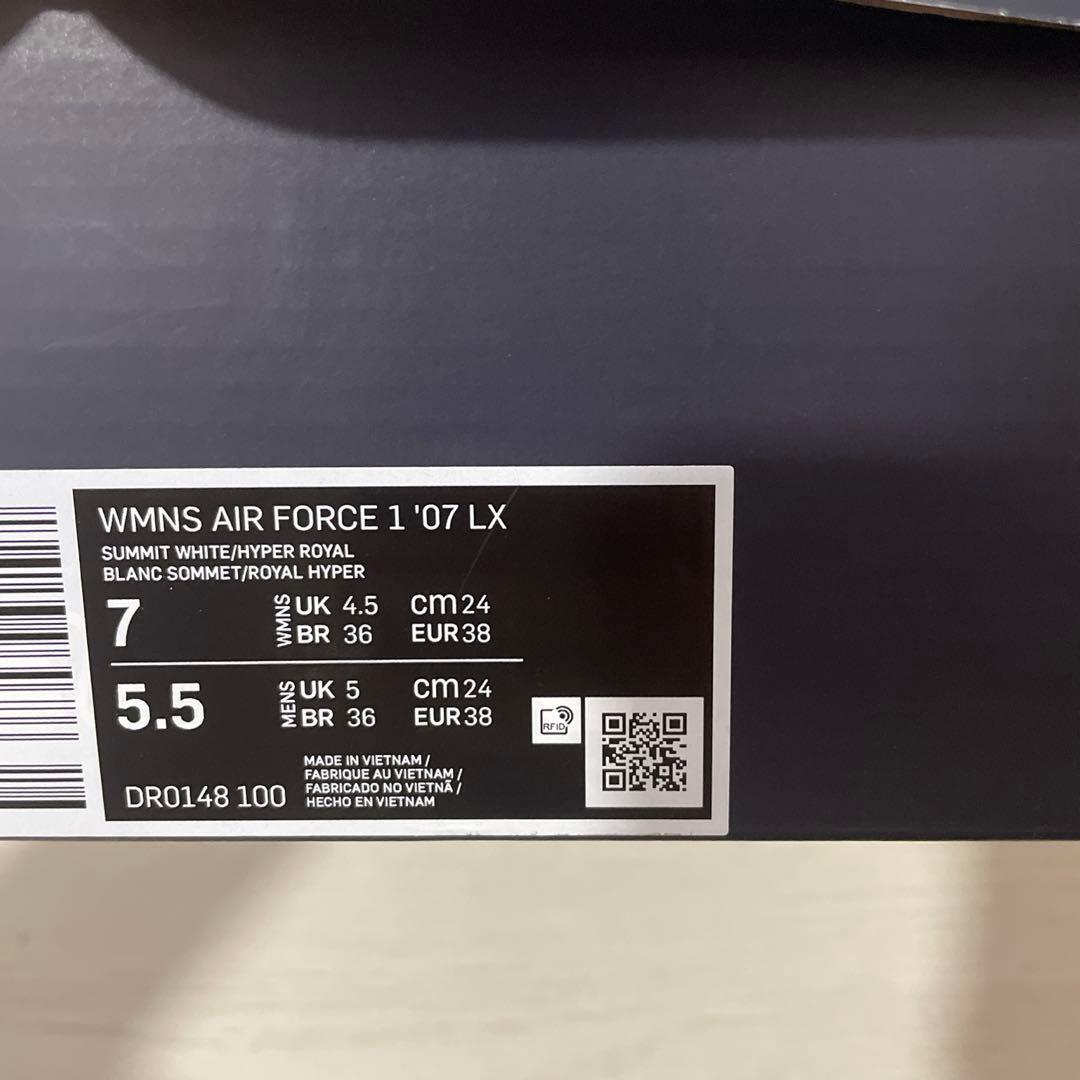 WMNS AIR FORCE 1 '07 LX
SUMMIT WHITE/HYPER ROYAL
BLANC SOMMET/ROYAL HYPER
7 WMNS UK 4.5 cm 24
BR 36 EUR 38
5.5 MENS UK 5 cm 24
BR 36 EUR 38
RFID
MADE IN VIETNAM /
FABRIQUE AU VIETNAM /
FABRICADO NO VIETNÃ /
HECHO EN VIETNAM
DR0148 100